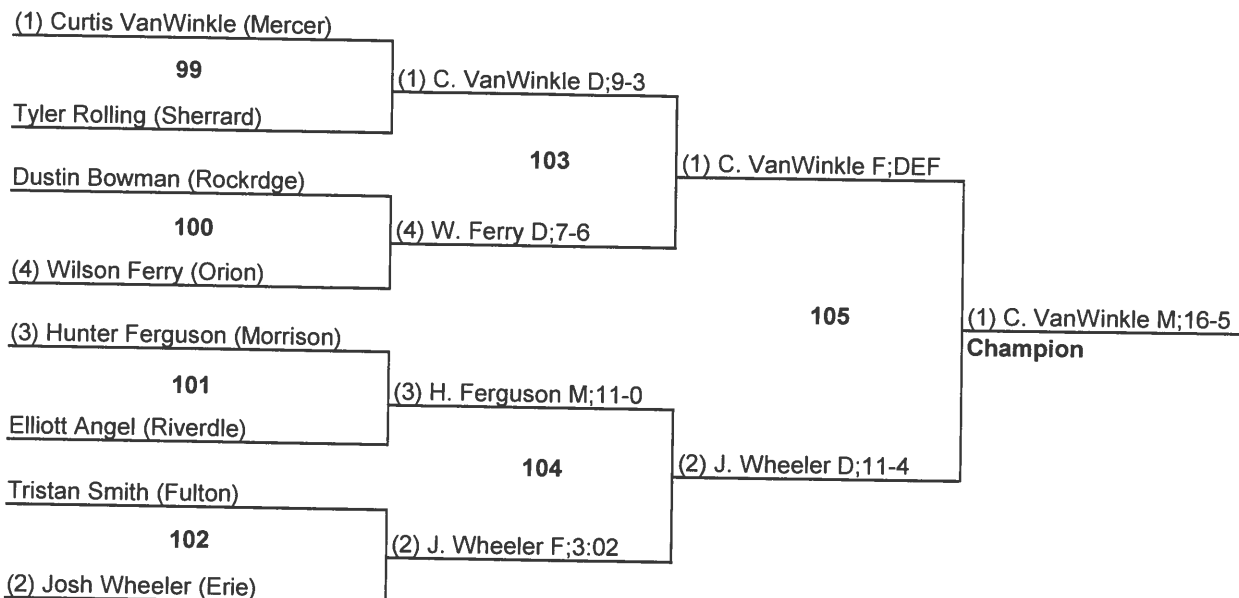 (1) Curtis VanWinkle (Mercer)
99
(1) C. VanWinkle D;9-3
Tyler Rolling (Sherrard)
103
(1) C. VanWinkle F;DEF
Dustin Bowman (Rockrdge)
100
(4) W. Ferry D;7-6
(4) Wilson Ferry (Orion)
105
(1) C. VanWinkle M;16-5
Champion
(3) Hunter Ferguson (Morrison)
101
(3) H. Ferguson M;11-0
Elliott Angel (Riverdle)
104
(2) J. Wheeler D;11-4
Tristan Smith (Fulton)
102
(2) J. Wheeler F;3:02
(2) Josh Wheeler (Erie)